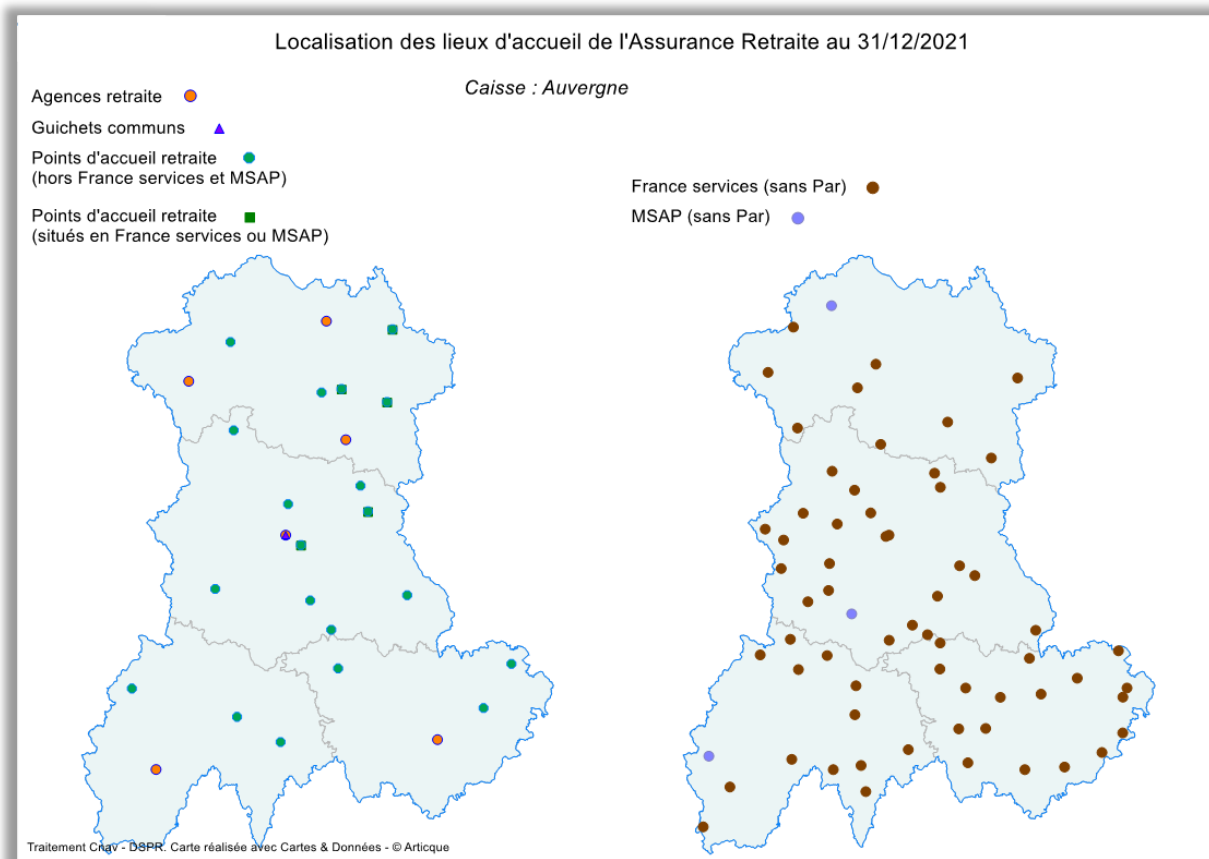 Localisation des lieux d'accueil de l'Assurance Retraite au 31/12/2021
Caisse : Auvergne
Agences retraite
Guichets communs
Points d'accueil retraite
(hors France services et MSAP)
Points d'accueil retraite
(situés en France services ou MSAP)
France services (sans Par)
MSAP (sans Par)
Traitement Cnav - DSPR. Carte réalisée avec Cartes & Données - © Articque